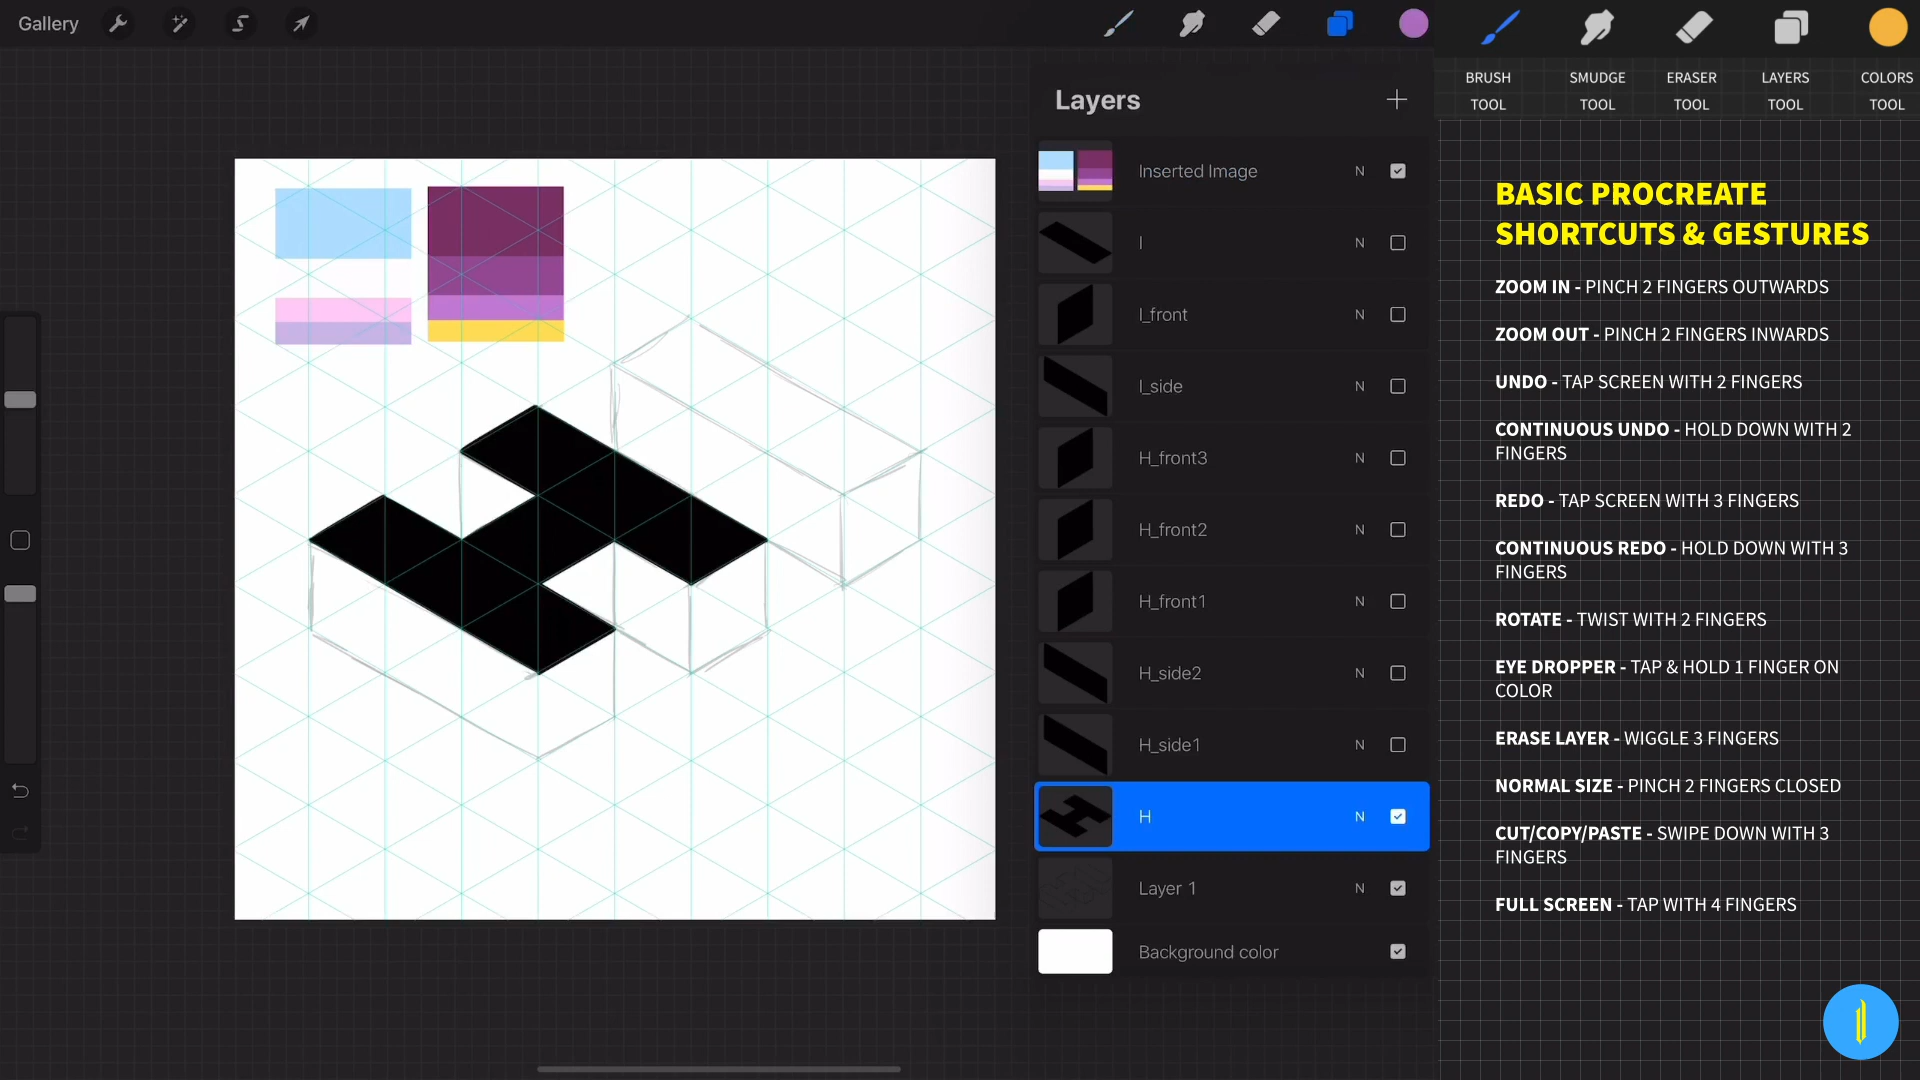 Gallery
Layers
Inserted Image N
I N
I_front N
I_side N
H_front3 N
H_front2 N
H_front1 N
H_side2 N
H_side1 N
H N
Layer 1 N
Background color
BRUSH TOOL
SMUDGE TOOL
ERASER TOOL
LAYERS TOOL
COLORS TOOL
BASIC PROCREATE
SHORTCUTS & GESTURES
ZOOM IN - PINCH 2 FINGERS OUTWARDS
ZOOM OUT - PINCH 2 FINGERS INWARDS
UNDO - TAP SCREEN WITH 2 FINGERS
CONTINUOUS UNDO - HOLD DOWN WITH 2
FINGERS
REDO - TAP SCREEN WITH 3 FINGERS
CONTINUOUS REDO - HOLD DOWN WITH 3
FINGERS
ROTATE - TWIST WITH 2 FINGERS
EYE DROPPER - TAP & HOLD 1 FINGER ON
COLOR
ERASE LAYER - WIGGLE 3 FINGERS
NORMAL SIZE - PINCH 2 FINGERS CLOSED
CUT/COPY/PASTE - SWIPE DOWN WITH 3
FINGERS
FULL SCREEN - TAP WITH 4 FINGERS